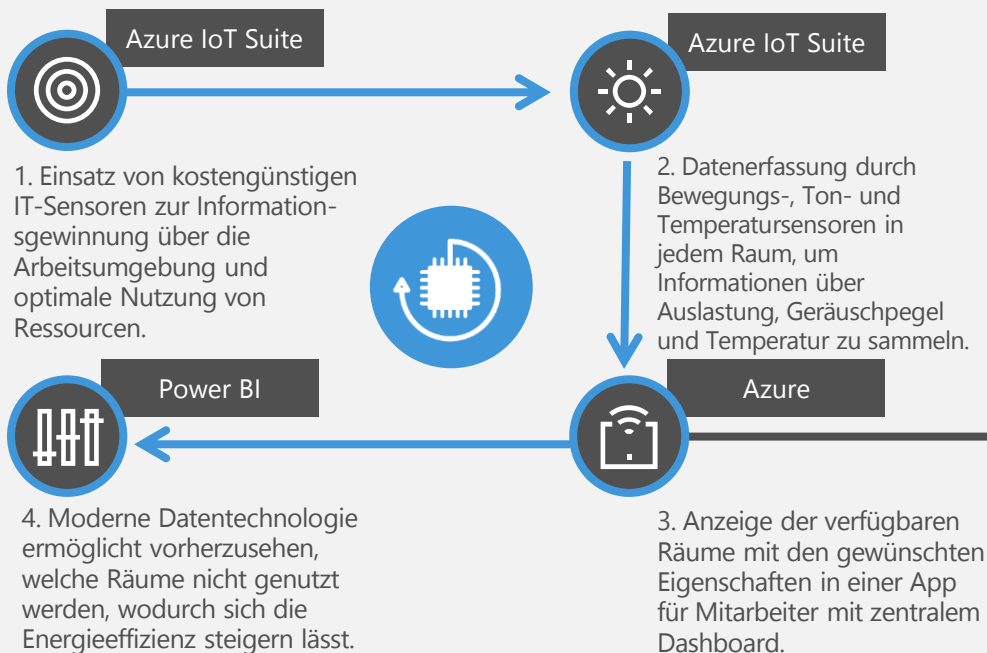 Azure IoT Suite
1. Einsatz von kostengünstigen
IT-Sensoren zur Information-
sgewinnung über die
Arbeitsumgebung und
optimale Nutzung von
Ressourcen.
Azure IoT Suite
2. Datenerfassung durch
Bewegungs-, Ton- und
Temperatursensoren in
jedem Raum, um
Informationen über
Auslastung, Geräuschpegel
und Temperatur zu sammeln.
Azure
3. Anzeige der verfügbaren
Räume mit den gewünschten
Eigenschaften in einer App
für Mitarbeiter mit zentralem
Dashboard.
Power BI
4. Moderne Datentechnologie
ermöglicht vorherzusehen,
welche Räume nicht genutzt
werden, wodurch sich die
Energieeffizienz steigern lässt.